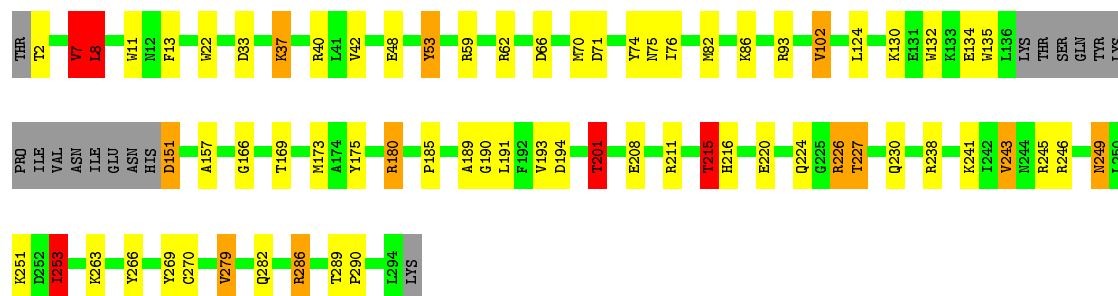 THR T2 V7 L8 W11 N12 F13 W22 D33 K37 R40 L41 V42 E48 Y53 R59 R62 D66 M70 D71 Y74 N75 I76 M82 K86 R93 V102 L124 K130 E131 W132 K133 E134 W135 L136 LYS THR SER GLN TYR LYS
PRO ILE VAL ASN ILE GLU ASN HIS D151 A157 G166 T169 M173 A174 Y175 R180 P185 A189 G190 L191 F192 V193 D194 T201 E208 R211 T215 H216 E220 Q224 G225 R226 T227 Q230 R238 K241 I242 V243 N244 R245 R246 N249 L250
K251 D252 I253 K263 Y266 Y269 C270 V279 Q282 R286 T289 P290 L294 LYS